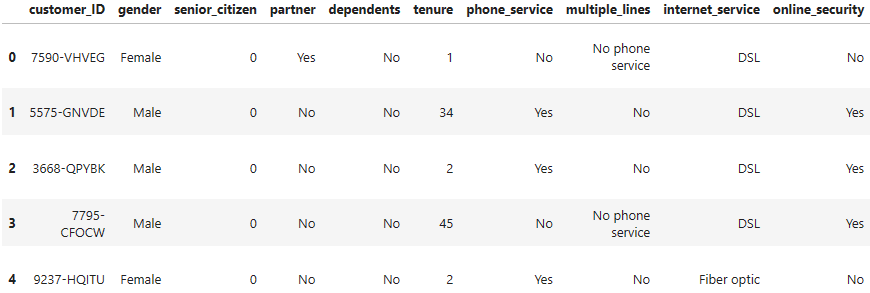 customer_ID gender senior_citizen partner dependents tenure phone_service multiple_lines internet_service online_security
0 7590-VHVEG Female 0 Yes No 1 No No phone service DSL No
1 5575-GNVDE Male 0 No No 34 Yes No DSL Yes
2 3668-QPYBK Male 0 No No 2 Yes No DSL Yes
3 7795-CFOCW Male 0 No No 45 No No phone service DSL Yes
4 9237-HQITU Female 0 No No 2 Yes No Fiber optic No